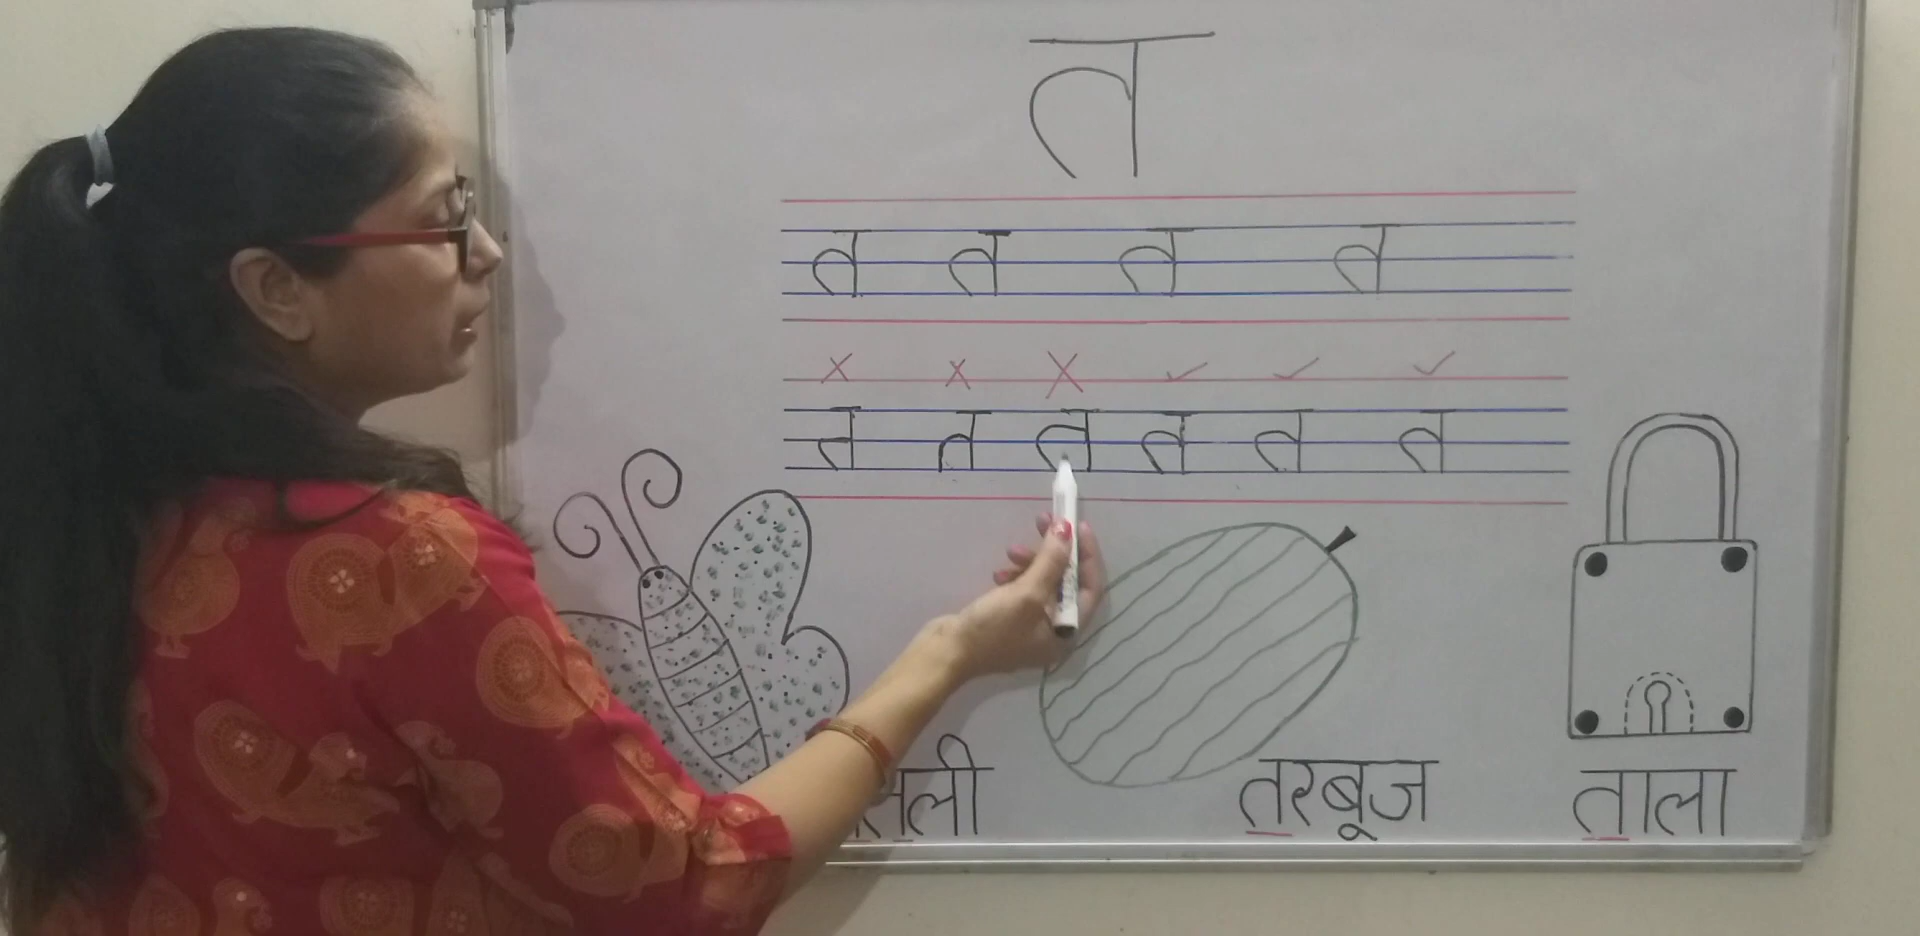 त
त त त त
× × × ✓ ✓ ✓
त त त त त त
तरबूज ताला